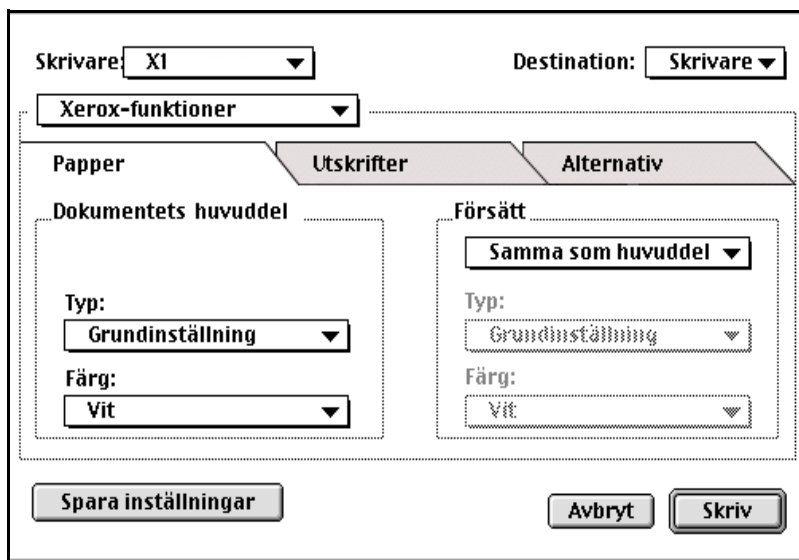 Skrivare: X1 Destination: Skrivare
Xerox-funktioner
Papper Utskrifter Alternativ
Dokumentets huvuddel Försätt
Samma som huvuddel
Typ: Typ:
Grundinställning Grundinställning
Färg: Färg:
Vit Vit
Spara inställningar Avbryt Skriv